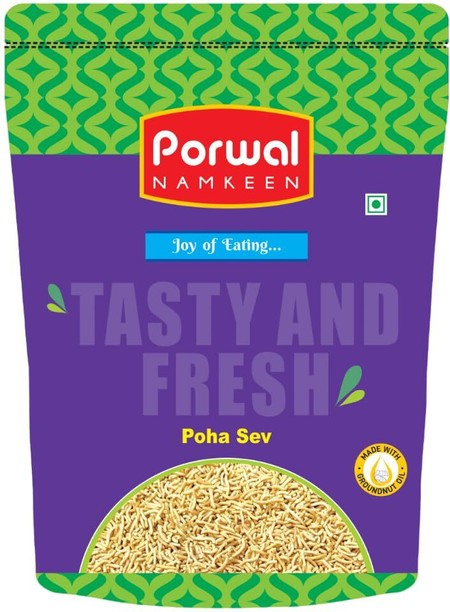 Porwal
NAMKEEN
Joy of Eating...
TASTY AND
FRESH
Poha Sev
MADE WITH
GROUNDNUT OIL